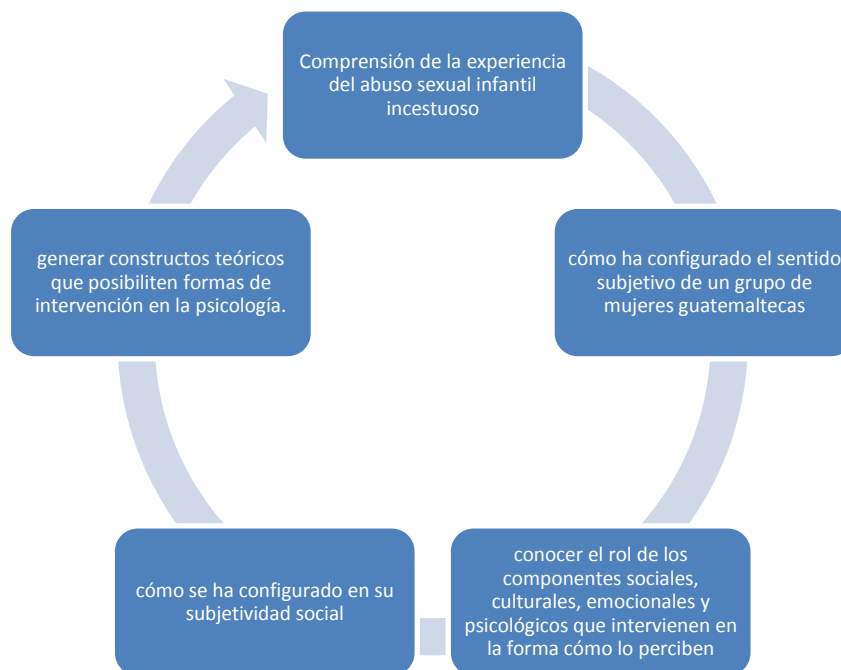 Comprensión de la experiencia
del abuso sexual infantil
incestuoso
cómo ha configurado el sentido
subjetivo de un grupo de
mujeres guatemaltecas
conocer el rol de los
componentes sociales,
culturales, emocionales y
psicológicos que intervienen en
la forma cómo lo perciben
cómo se ha configurado en su
subjetividad social
generar constructos teóricos
que posibiliten formas de
intervención en la psicología.